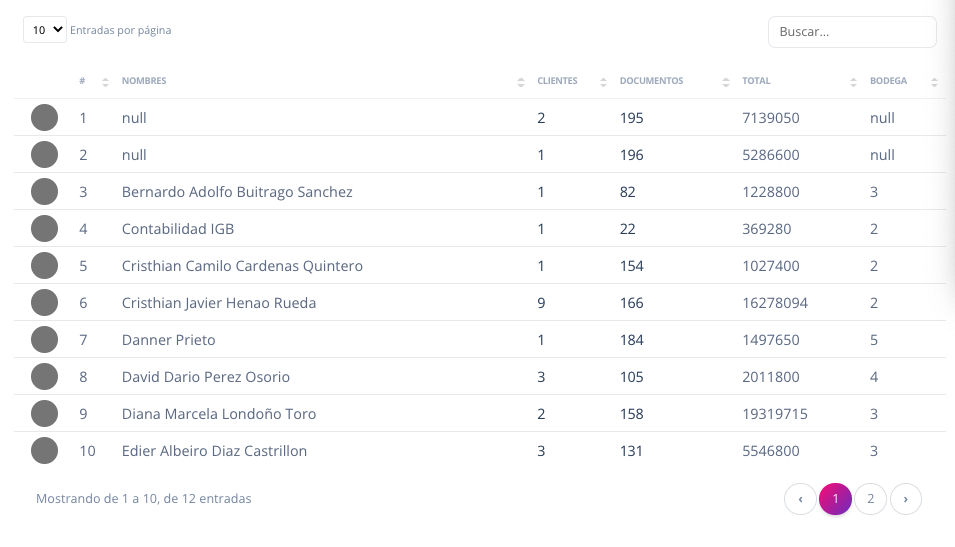 10 Entradas por página Buscar...
# NOMBRES CLIENTES DOCUMENTOS TOTAL BODEGA
1 null 2 195 7139050 null
2 null 1 196 5286600 null
3 Bernardo Adolfo Buitrago Sanchez 1 82 1228800 3
4 Contabilidad IGB 1 22 369280 2
5 Cristhian Camilo Cardenas Quintero 1 154 1027400 2
6 Cristhian Javier Henao Rueda 9 166 16278094 2
7 Danner Prieto 1 184 1497650 5
8 David Dario Perez Osorio 3 105 2011800 4
9 Diana Marcela Londoño Toro 2 158 19319715 3
10 Edier Albeiro Diaz Castrillon 3 131 5546800 3
Mostrando de 1 a 10, de 12 entradas ‹ 1 2 ›